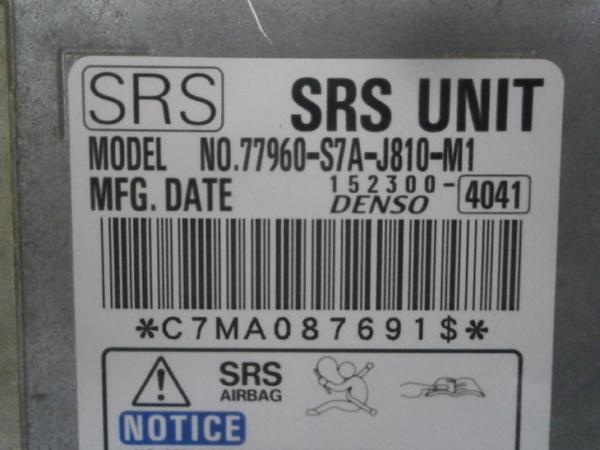 SRS SRS UNIT
MODEL NO.77960-S7A-J810-M1
MFG. DATE 152300-4041
DENSO
*C7MA087691$*
SRS
AIRBAG
NOTICE